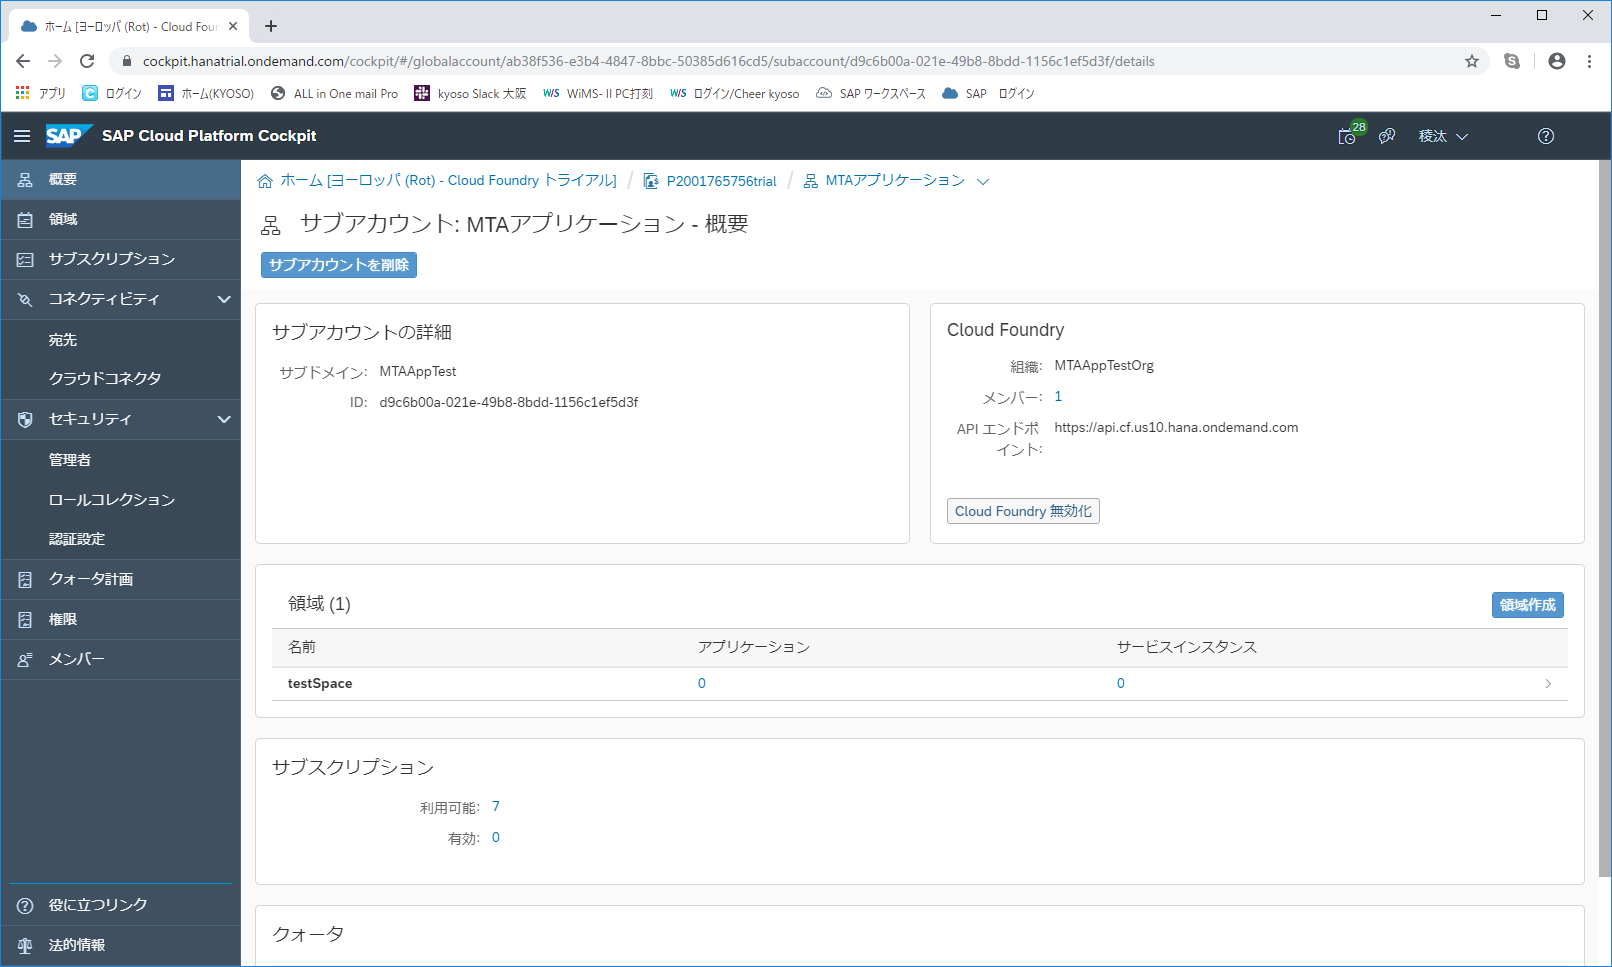 ホーム [ヨーロッパ (Rot) - Cloud Foun
cockpit.hanatrial.ondemand.com/cockpit/#/globalaccount/ab38f536-e3b4-4847-8bbc-50385d616cd5/subaccount/d9c6b00a-021e-49b8-8bdd-1156c1ef5d3f/details
アプリ C ログイン ホーム(KYOSO) ALL in One mail Pro kyoso Slack 大阪 WiS WiMS-ⅡPC打刻 WiS ログイン/Cheer kyoso SAP ワークスペース SAP ログイン
SAP SAP Cloud Platform Cockpit 28 稜汰
概要
領域
サブスクリプション
コネクティビティ
宛先
クラウドコネクタ
セキュリティ
管理者
ロールコレクション
認証設定
クォータ計画
権限
メンバー
役に立つリンク
法的情報
ホーム [ヨーロッパ (Rot) - Cloud Foundry トライアル] / P2001765756trial / MTAアプリケーション
サブアカウント: MTAアプリケーション - 概要
サブアカウントを削除
サブアカウントの詳細
サブドメイン: MTAAppTest
ID: d9c6b00a-021e-49b8-8bdd-1156c1ef5d3f
Cloud Foundry
組織: MTAAppTestOrg
メンバー: 1
API エンドポ https://api.cf.us10.hana.ondemand.com
イント:
Cloud Foundry 無効化
領域 (1)
領域作成
名前 アプリケーション サービスインスタンス
testSpace 0 0
サブスクリプション
利用可能: 7
有効: 0
クォータ